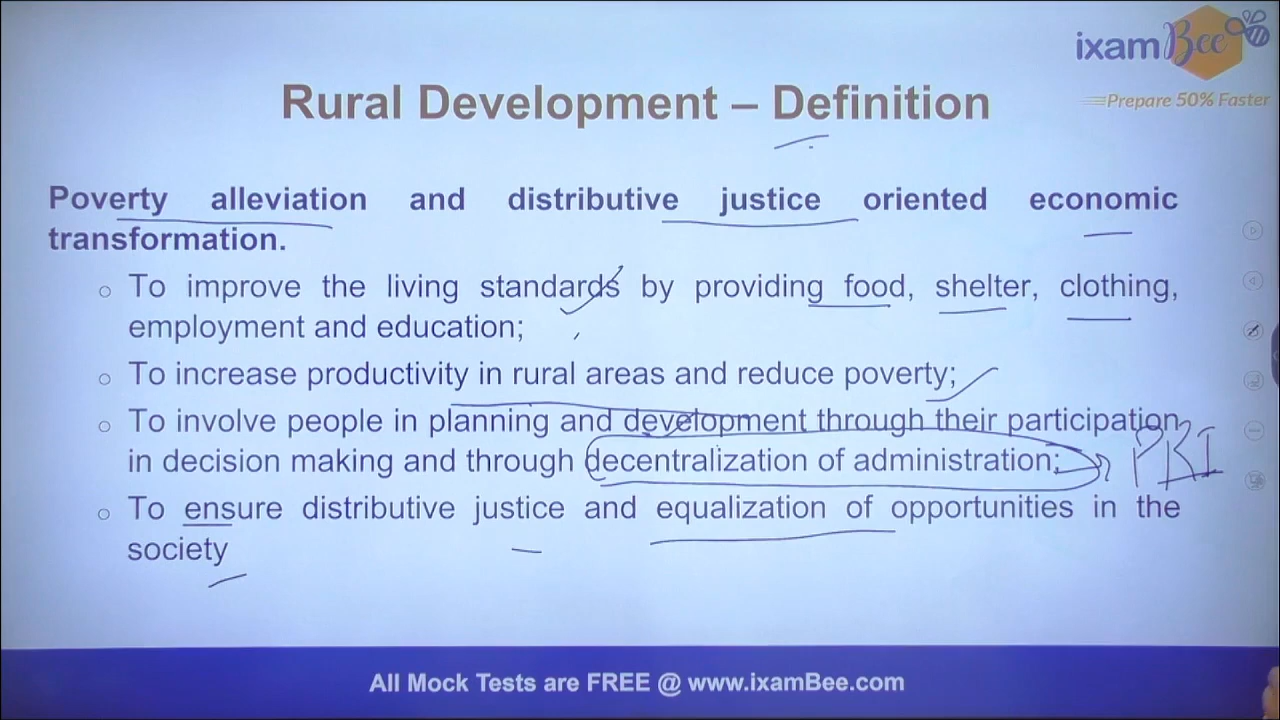 ixamBee
Prepare 50% Faster
Rural Development – Definition
Poverty alleviation and distributive justice oriented economic
transformation.
To improve the living standards by providing food, shelter, clothing,
employment and education;
To increase productivity in rural areas and reduce poverty;
To involve people in planning and development through their participation
in decision making and through decentralization of administration;
PRI
To ensure distributive justice and equalization of opportunities in the
society
All Mock Tests are FREE @ www.ixamBee.com